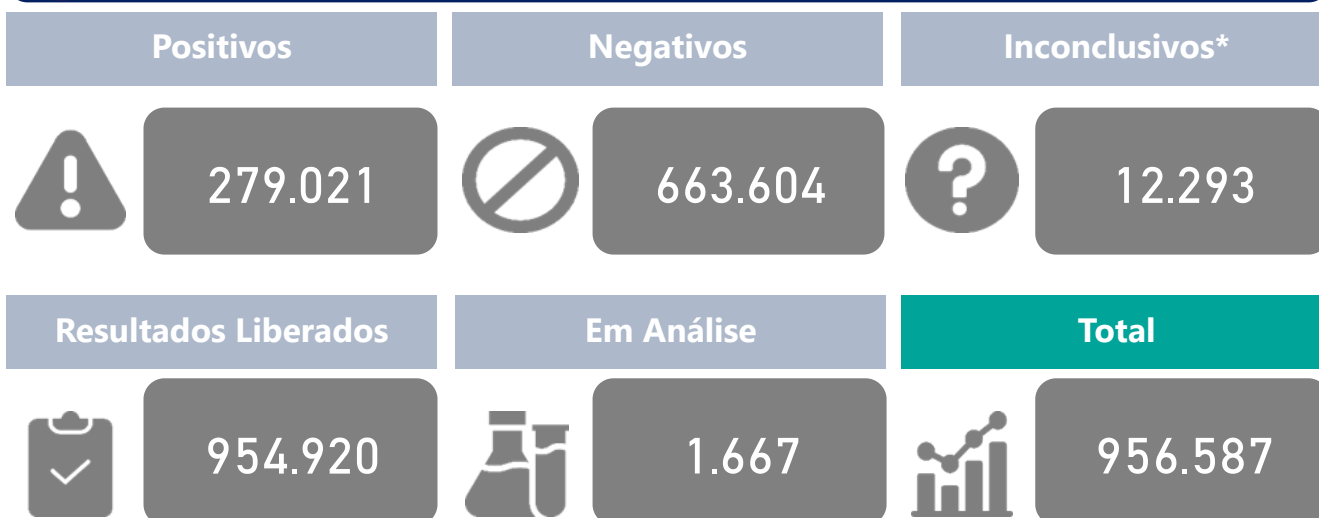 Positivos
Negativos
Inconclusivos*
279.021
663.604
12.293
Resultados Liberados
Em Análise
Total
954.920
1.667
956.587